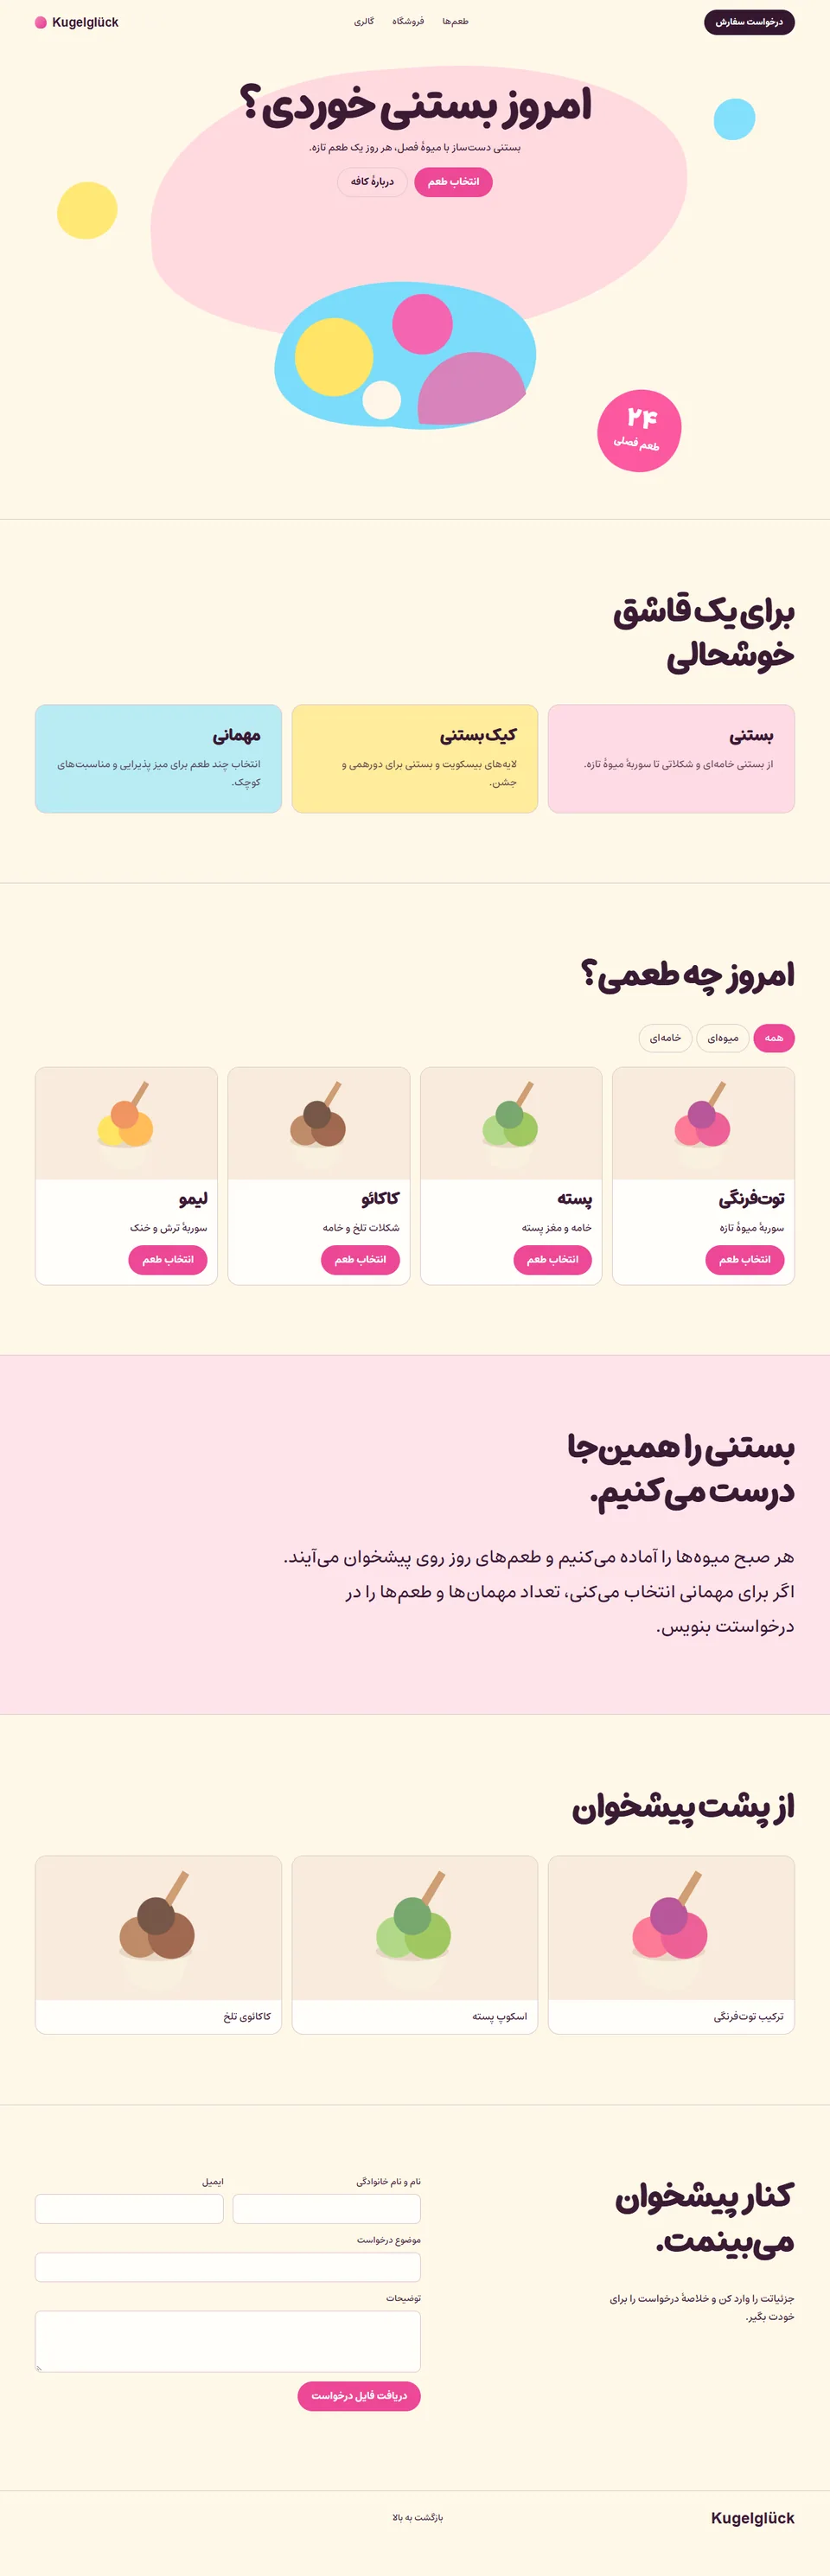 Kugelglück
طعم‌ها
فروشگاه
گالری
درخواست سفارش
امروز بستنی خوردی؟
بستنی دست‌ساز با میوهٔ فصل، هر روز یک طعم تازه.
انتخاب طعم
دربارهٔ کافه
۲۴
طعم فصلی
برای یک قاشق
خوشحالی
بستنی
از بستنی خامه‌ای و شکلاتی تا سوربهٔ میوهٔ تازه.
کیک بستنی
لایه‌های بیسکویت و بستنی برای دورهمی و
جشن.
مهمانی
انتخاب چند طعم برای میز پذیرایی و مناسبت‌های
کوچک.
امروز چه طعمی؟
همه
میوه‌ای
خامه‌ای
توت‌فرنگی
سوربهٔ میوهٔ تازه
انتخاب طعم
پسته
خامه و مغز پسته
انتخاب طعم
کاکائو
شکلات تلخ و خامه
انتخاب طعم
لیمو
سوربهٔ ترش و خنک
انتخاب طعم
بستنی را همین‌جا
درست می‌کنیم.
هر صبح میوه‌ها را آماده می‌کنیم و طعم‌های روز روی پیشخوان می‌آیند.
اگر برای مهمانی انتخاب می‌کنی، تعداد مهمان‌ها و طعم‌ها را در
درخواستت بنویس.
از پشت پیشخوان
ترکیب توت‌فرنگی
اسکوپ پسته
کاکائوی تلخ
کنار پیشخوان
می‌بینمت.
جزئیاتت را وارد کن و خلاصهٔ درخواست را برای
خودت بگیر.
نام و نام خانوادگی
ایمیل
موضوع درخواست
توضیحات
دریافت فایل درخواست
Kugelglück
بازگشت به بالا